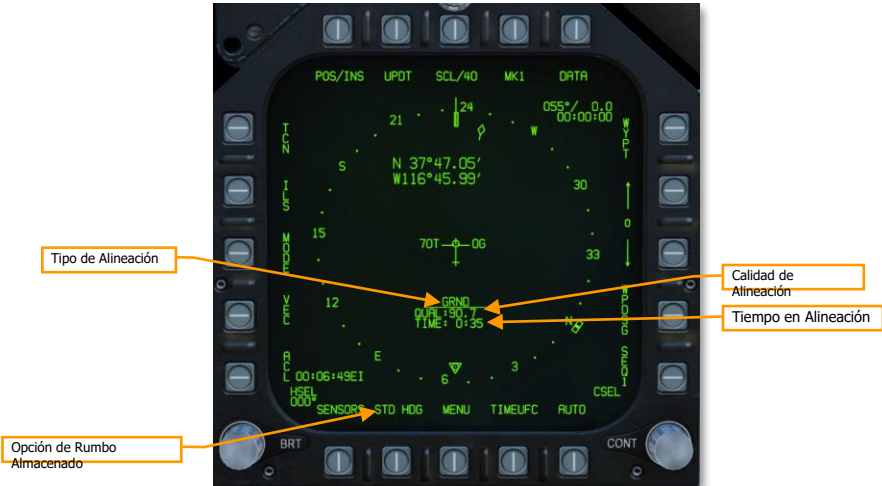 POS/INS UPDT SCL/40 MK1 DATA
24
055°/ 0.0
00:00:00
21
W
TCN
WYPT
S
N 37°47.05′
W116°45.99′
30
ILS
0
15
70T
0G
MODE
33
Tipo de Alineación
Calidad de
Alineación
GRND
QUAL:90.7
TIME: 0:35
12
N
VEC
WPDSG
Tiempo en Alineación
E
3
6
ACL
00:06:49EI
SEQ1
HSEL
000°
CSEL
SENSORS STD HDG MENU TIMEUFC AUTO
BRT
CONT
Opción de Rumbo
Almacenado